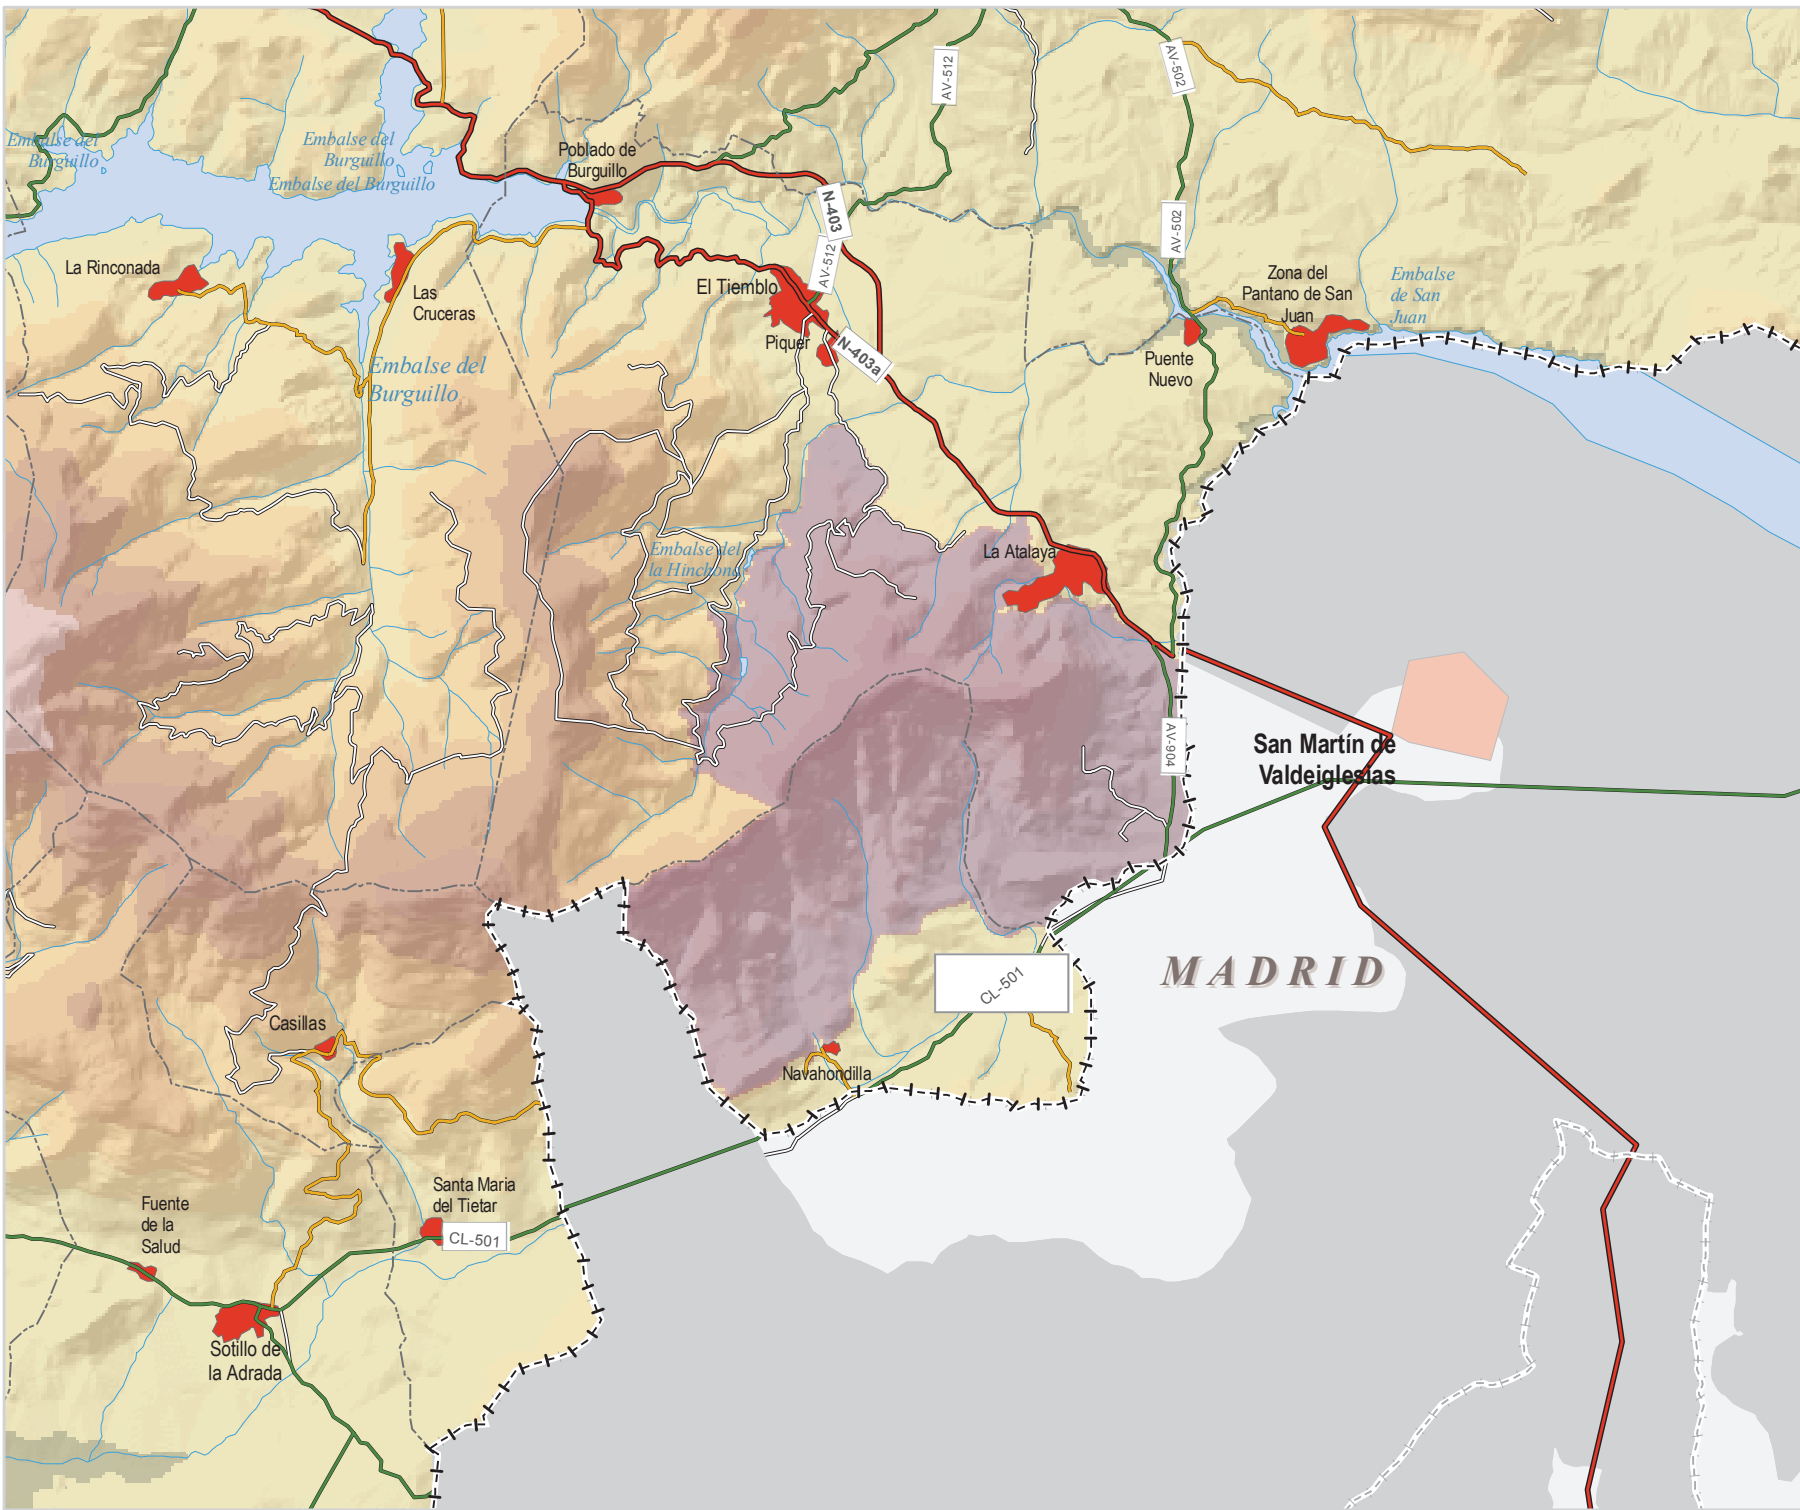 AV-512
AV-502
Embalse del
Burguillo
Embalse del
Burguillo
Embalse del Burguillo
Poblado de
Burguillo
N-403
AV-502
AV-512
La Rinconada
Las
Cruceras
El Tiemblo
Zona del
Pantano de San
Juan
Embalse
de San
Juan
Piquer
N-403a
Puente
Nuevo
Embalse del
Burguillo
Embalse del
la Hinchona
La Atalaya
AV-904
San Martín de
Valdeiglesias
MADRID
CL-501
Casillas
Navahondilla
Santa Maria
del Tietar
Fuente
de la
Salud
CL-501
Sotillo de
la Adrada